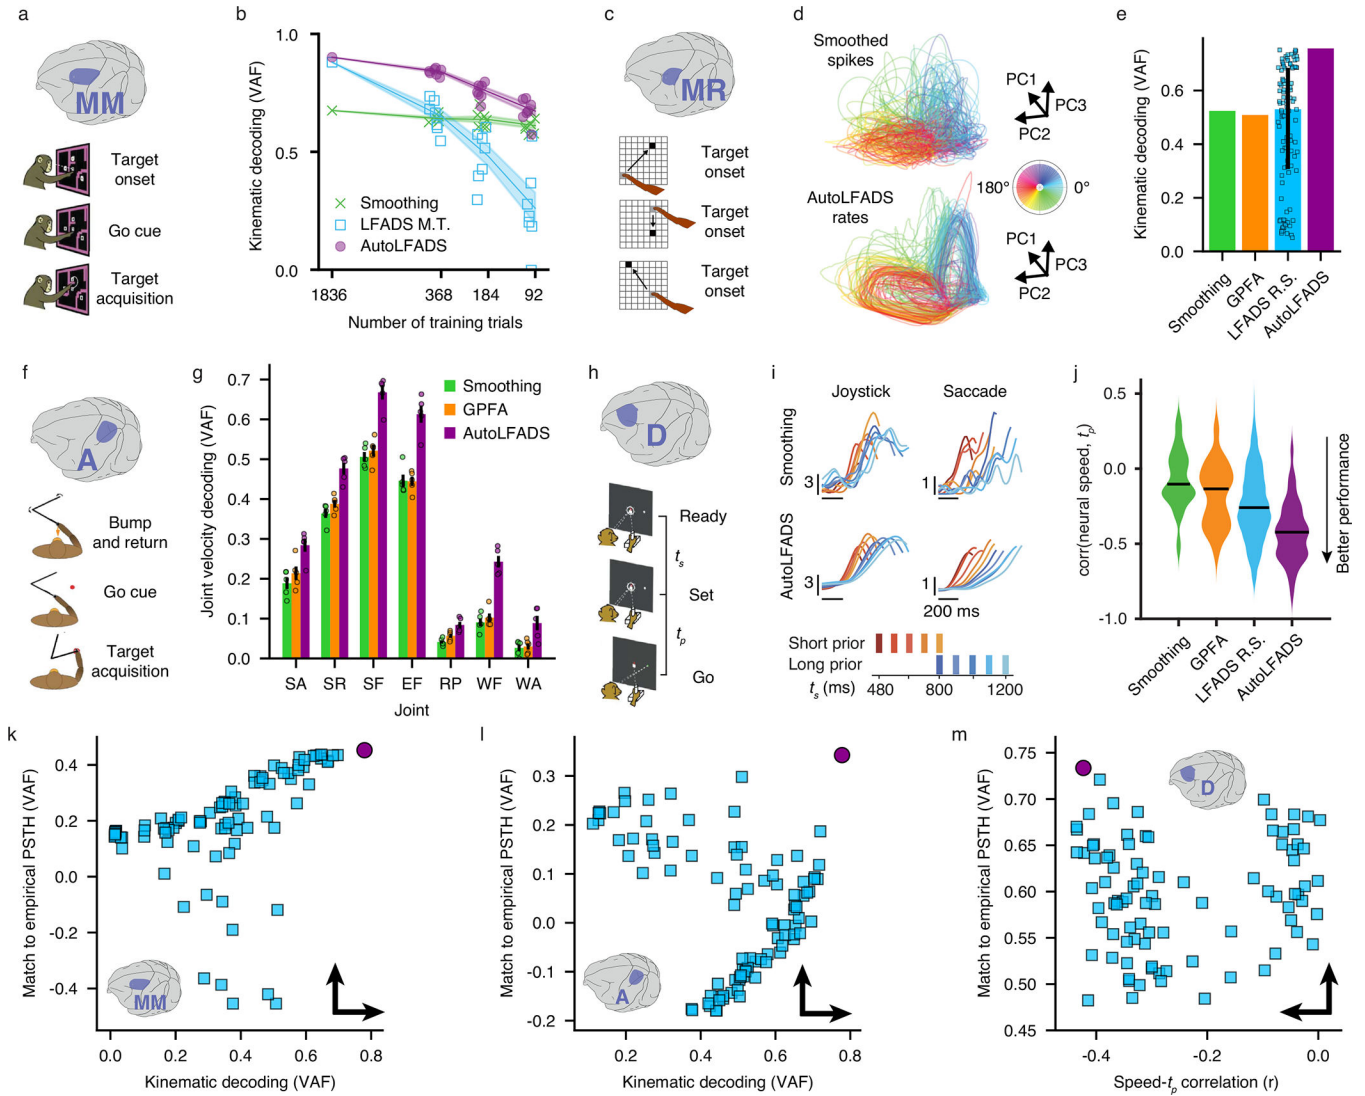 a
MM
Target
onset
Go cue
Target
acquisition
b
Kinematic decoding (VAF)
1.0
0.5
0.0
Smoothing
LFADS M.T.
AutoLFADS
1836
368
184
92
Number of training trials
c
MR
Target
onset
Target
onset
Target
onset
d
Smoothed
spikes
PC1
PC3
PC2
180°
0°
AutoLFADS
rates
PC1
PC3
PC2
e
Kinematic decoding (VAF)
0.6
0.4
0.2
0.0
Smoothing
GPFA
LFADS R.S.
AutoLFADS
f
A
Bump
and return
Go cue
Target
acquisition
g
Joint velocity decoding (VAF)
0.7
0.6
0.5
0.4
0.3
0.2
0.1
0.0
Smoothing
GPFA
AutoLFADS
SA SR SF EF RP WF WA
Joint
h
D
Ready
ts
Set
tp
Go
i
Joystick Saccade
Smoothing
3
1
AutoLFADS
3
1
200 ms
Short prior
Long prior
ts (ms)
480 800 1200
j
corr(neural speed, tp)
0.5
0.0
-0.5
-1.0
Better performance
Smoothing
GPFA
LFADS R.S.
AutoLFADS
k
Match to empirical PSTH (VAF)
0.4
0.2
0.0
-0.2
-0.4
MM
0.0 0.2 0.4 0.6 0.8
Kinematic decoding (VAF)
l
Match to empirical PSTH (VAF)
0.3
0.2
0.1
0.0
-0.1
-0.2
A
0.2 0.4 0.6 0.8
Kinematic decoding (VAF)
m
Match to empirical PSTH (VAF)
0.75
0.70
0.65
0.60
0.55
0.50
0.45
D
-0.4 -0.2 0.0
Speed-tp correlation (r)